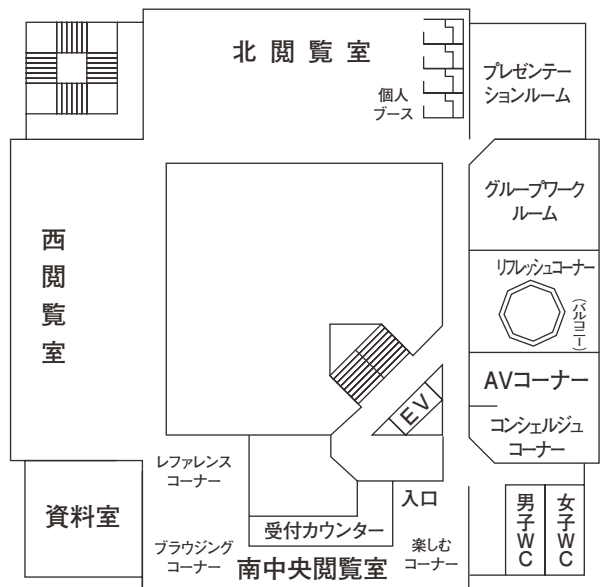 北閲覧室
個人
ブース
プレゼンテー
ションルーム
グループワーク
ルーム
西閲覧室
リフレッシュコーナー
(バルコニー)
AVコーナー
EV
コンシェルジュ
コーナー
レファレンス
コーナー
入口
資料室
受付カウンター
男子WC
女子WC
ブラウジング
コーナー
南中央閲覧室
楽しむ
コーナー